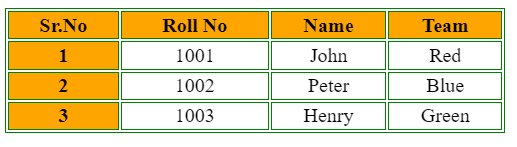 Sr.No Roll No Name Team
1 1001 John Red
2 1002 Peter Blue
3 1003 Henry Green